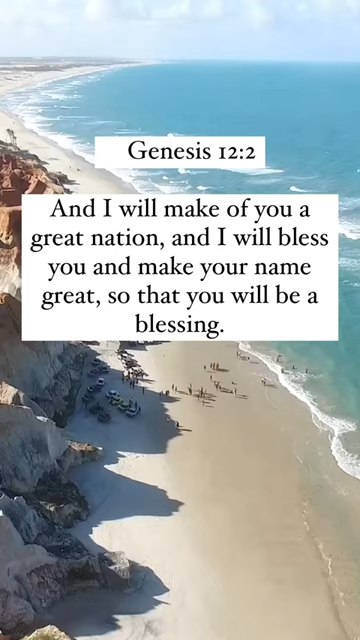 Genesis 12:2
And I will make of you a
great nation, and I will bless
you and make your name
great, so that you will be a
blessing.